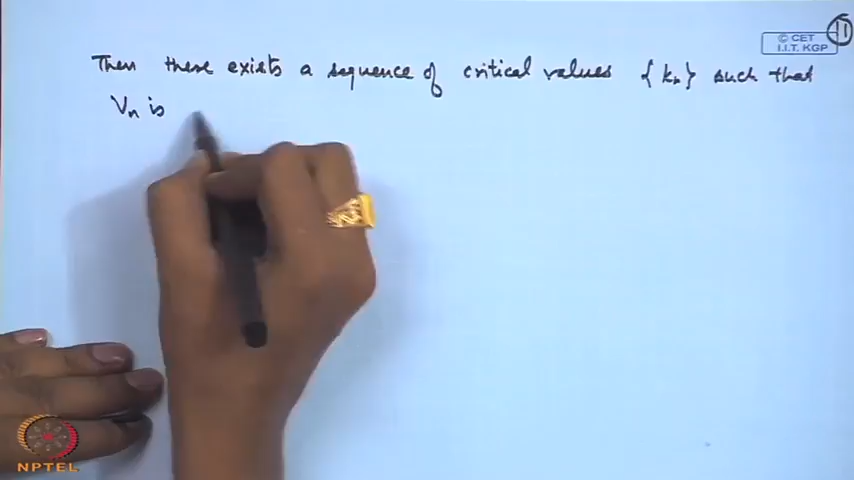 11
© CET
I.I.T. KGP
Then there exists a sequence of critical values {kn} such that
Vn is
NPTEL